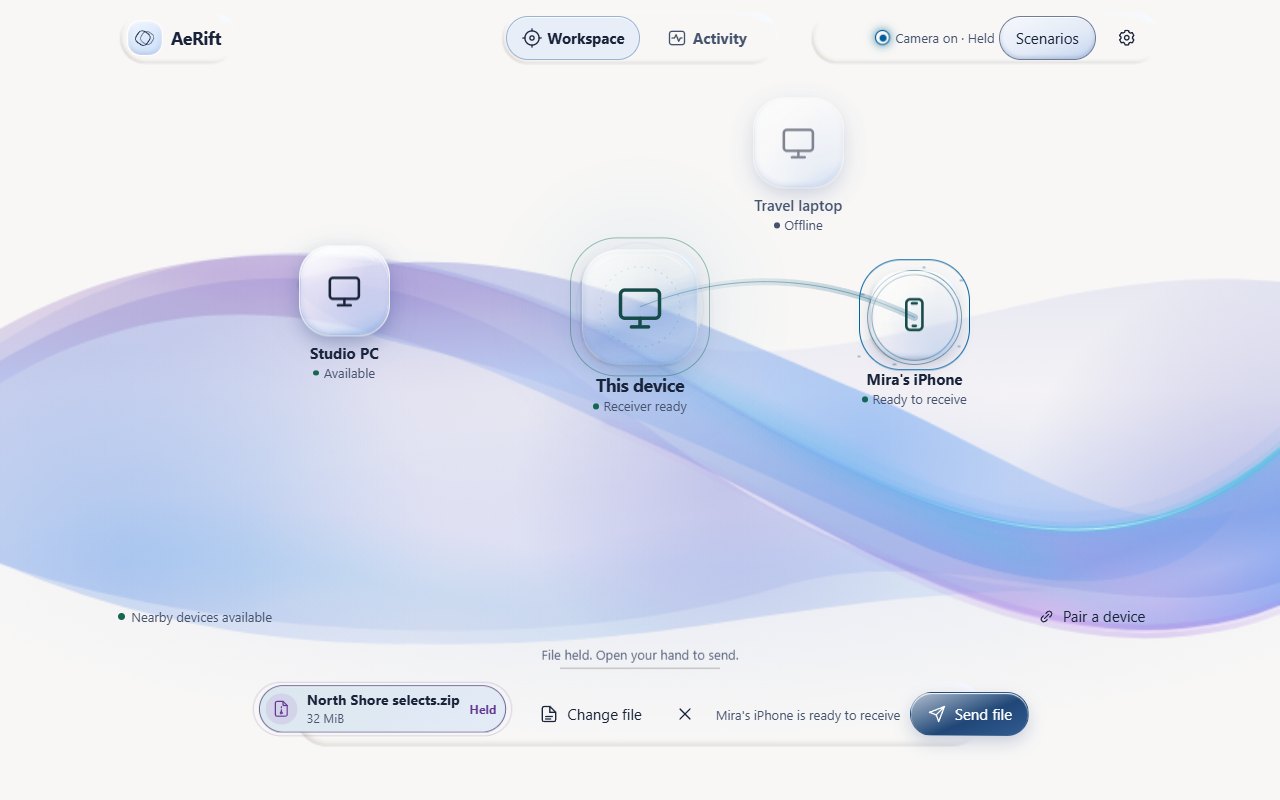 AeRift
Workspace
Activity
Camera on · Held
Scenarios
Travel laptop
Offline
Studio PC
Available
This device
Receiver ready
Mira's iPhone
Ready to receive
Nearby devices available
Pair a device
File held. Open your hand to send.
North Shore selects.zip
32 MiB
Held
Change file
Mira's iPhone is ready to receive
Send file